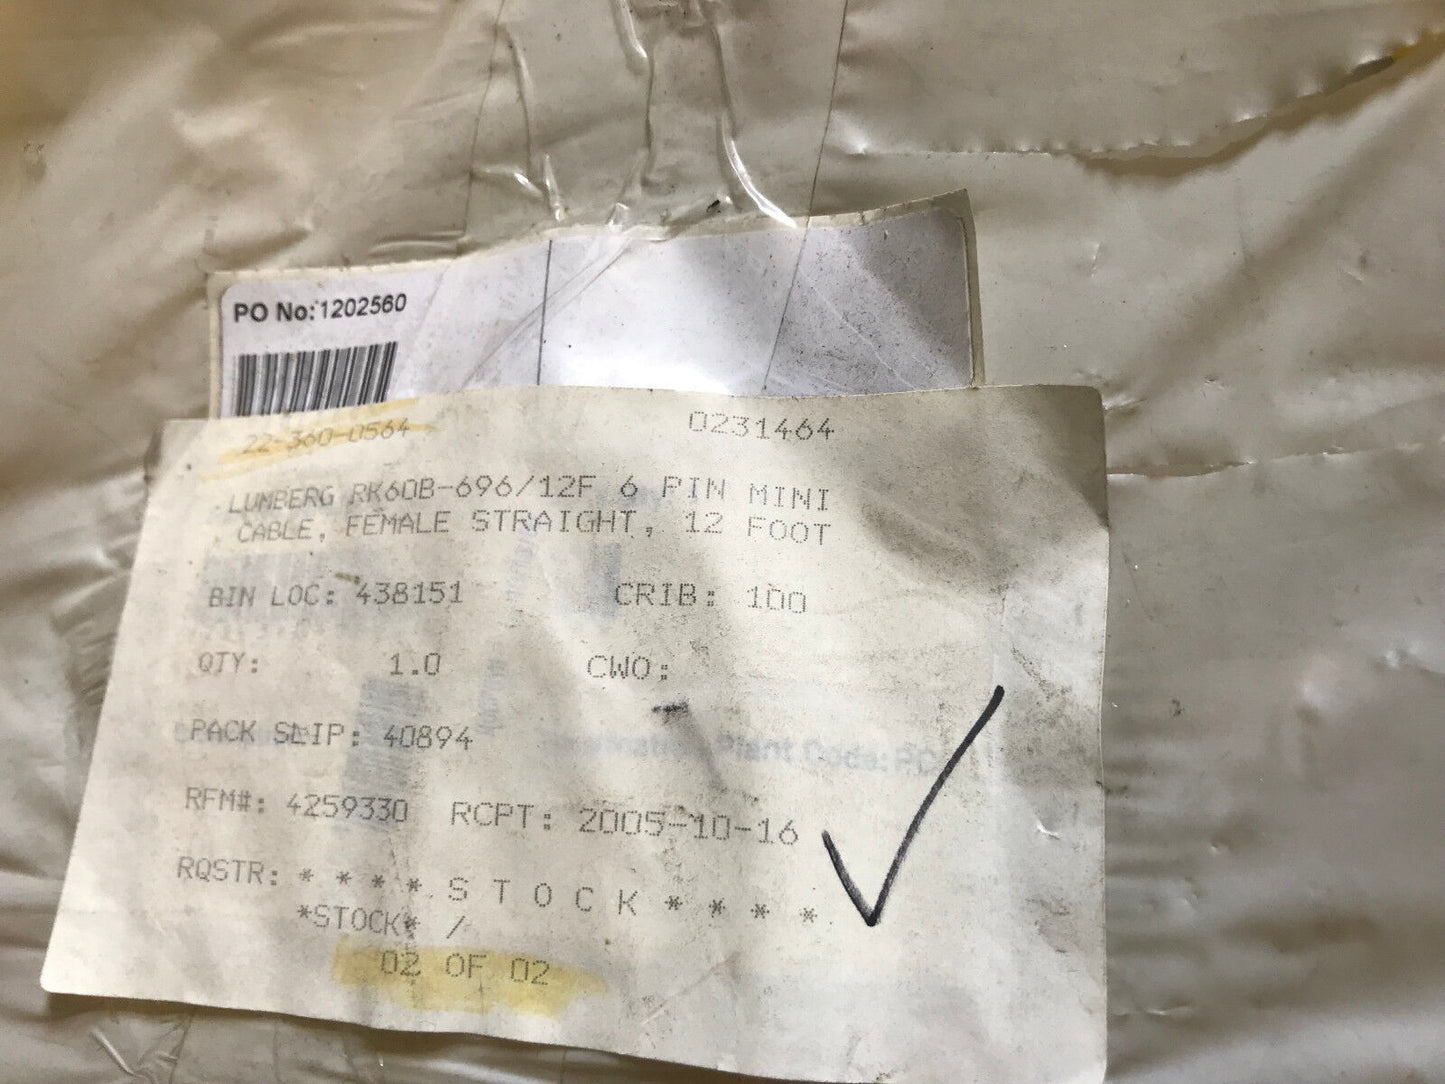 PO No:1202560
22-360-0564 0231464
LUMBERG RK60B-696/12F 6 PIN MINI
CABLE, FEMALE STRAIGHT, 12 FOOT
BIN LOC: 438151 CRIB: 100
QTY: 1.0 CWO:
PACK SLIP: 40894
Plant Code:
RFM#: 4259330 RCPT: 2005-10-16
RQSTR: * * * * S T O C K * * * *
*STOCK* /
02 OF 02